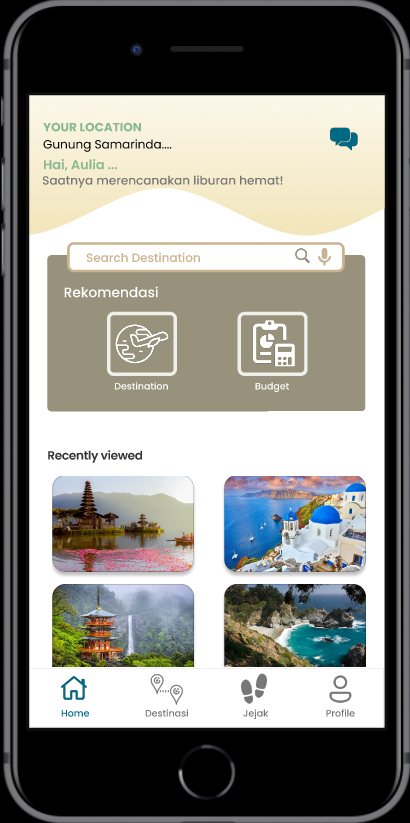 YOUR LOCATION
Gunung Samarinda....
Hai, Aulia ...
Saatnya merencanakan liburan hemat!
Search Destination
Rekomendasi
Destination
Budget
Recently viewed
Home
Destinasi
Jejak
Profile